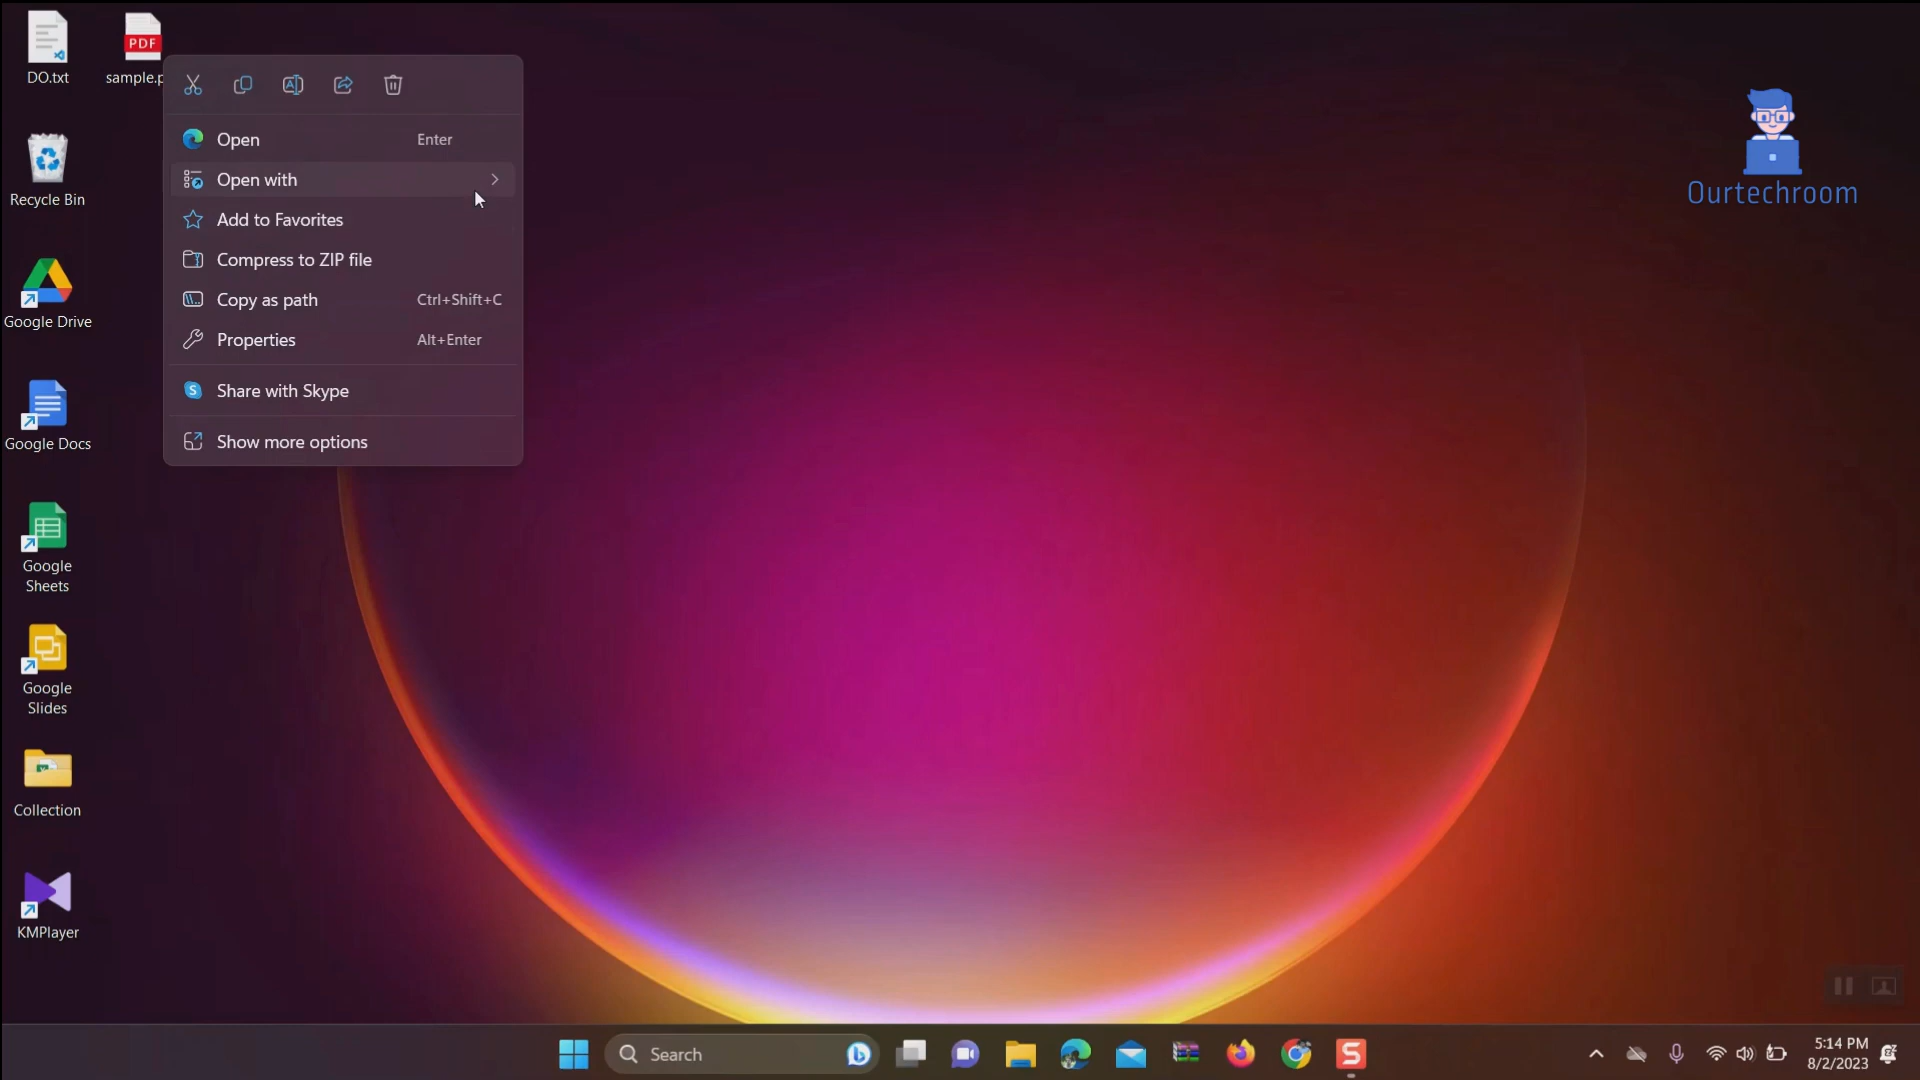 DO.txt
PDF
sample.p
Open Enter
Open with
Add to Favorites
Compress to ZIP file
Copy as path Ctrl+Shift+C
Properties Alt+Enter
Share with Skype
Show more options
Recycle Bin
Google Drive
Google Docs
Google
Sheets
Google
Slides
Collection
KMPlayer
Ourtechroom
Search
5:14 PM
8/2/2023